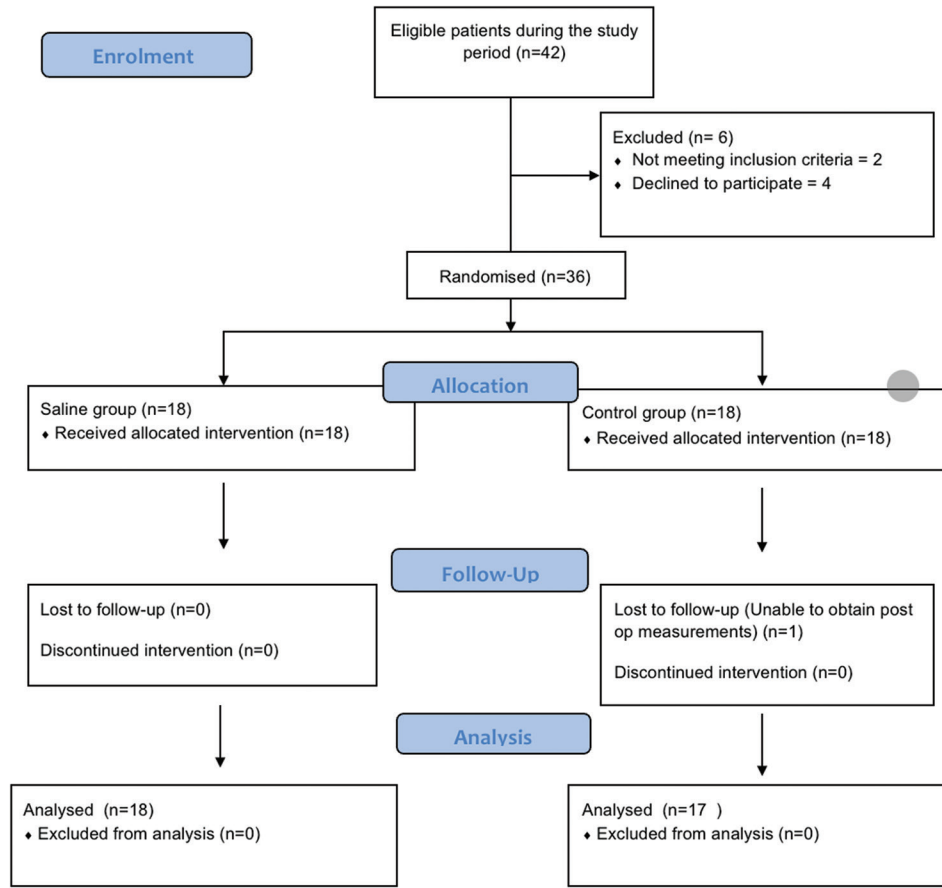 Enrolment
Eligible patients during the study
period (n=42)
Excluded (n= 6)
♦ Not meeting inclusion criteria = 2
♦ Declined to participate = 4
Randomised (n=36)
Allocation
Saline group (n=18)
♦ Received allocated intervention (n=18)
Control group (n=18)
♦ Received allocated intervention (n=18)
Follow-Up
Lost to follow-up (n=0)
Discontinued intervention (n=0)
Lost to follow-up (Unable to obtain post
op measurements) (n=1)
Discontinued intervention (n=0)
Analysis
Analysed  (n=18)
♦ Excluded from analysis (n=0)
Analysed  (n=17  )
♦ Excluded from analysis (n=0)